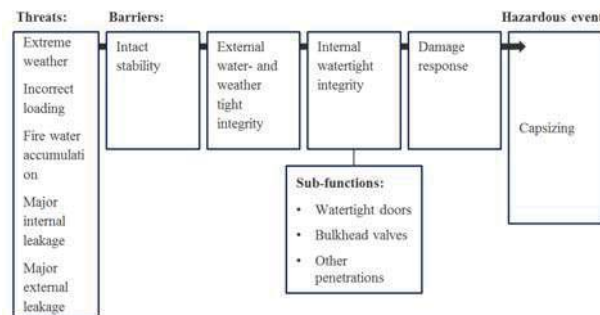 Threats:
Barriers:
Hazardous event
Extreme
weather
Incorrect
loading
Fire water
accumulati
on
Major
internal
leakage
Major
external
leakage
Intact
stability
External
water- and
weather
tight
integrity
Internal
watertight
integrity
Damage
response
Capsizing
Sub-functions:
• Watertight doors
• Bulkhead valves
• Other
penetrations